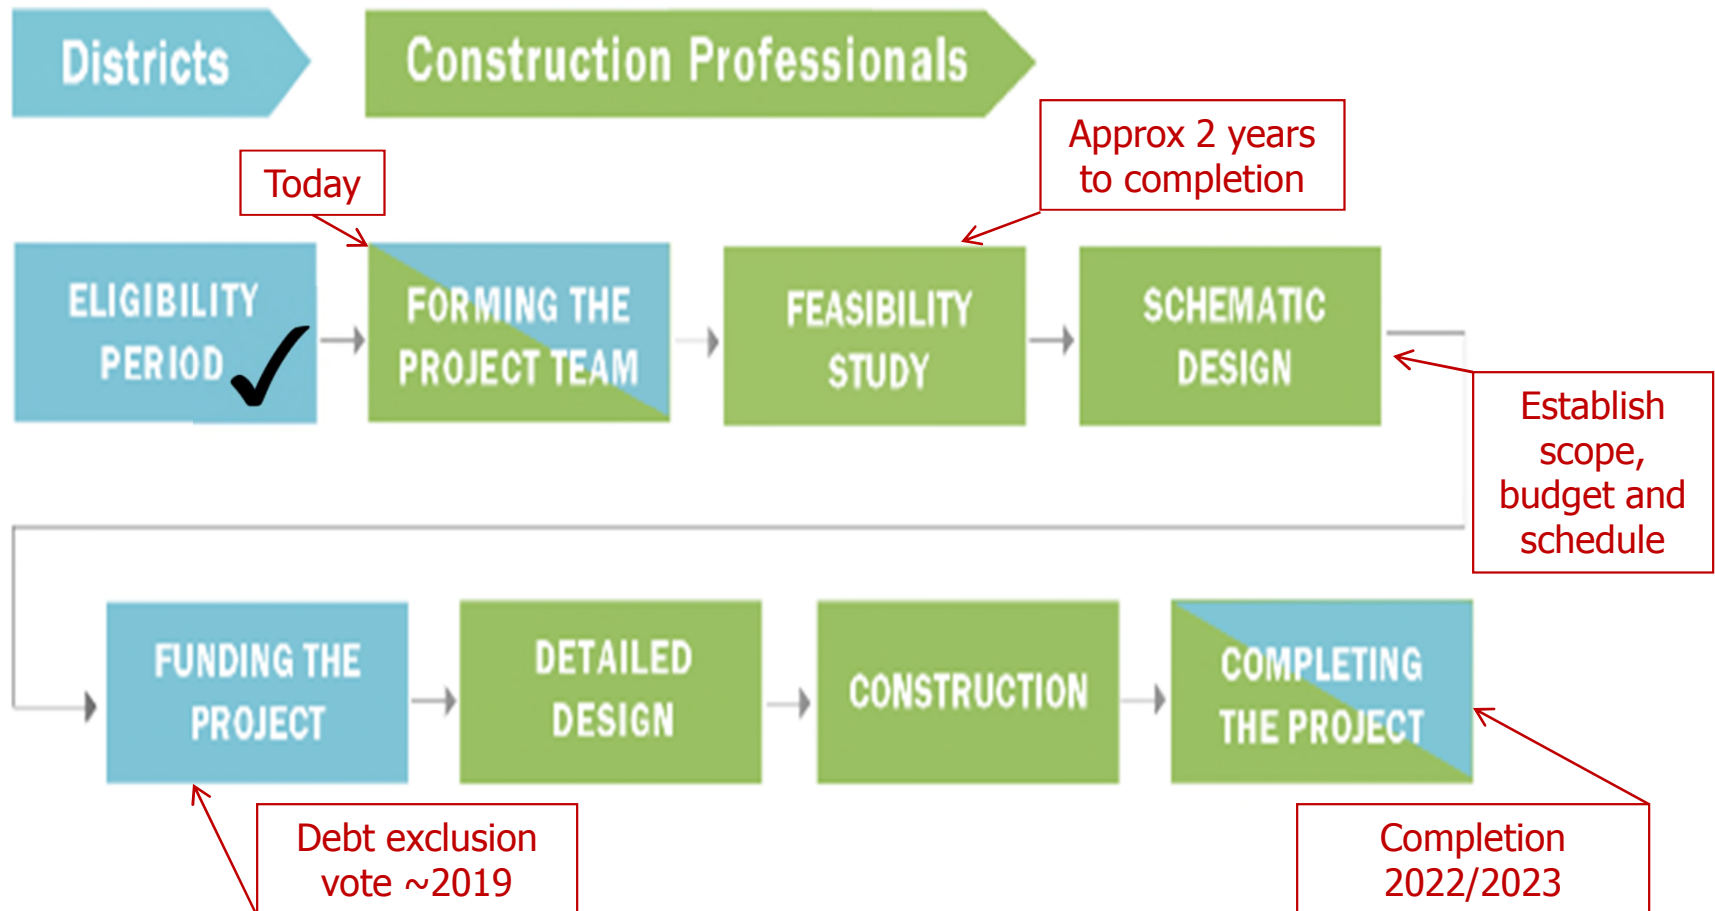 Districts
Construction Professionals
Today
Approx 2 years
to completion
ELIGIBILITY
PERIOD
FORMING THE
PROJECT TEAM
FEASIBILITY
STUDY
SCHEMATIC
DESIGN
Establish
scope,
budget and
schedule
FUNDING THE
PROJECT
DETAILED
DESIGN
CONSTRUCTION
COMPLETING
THE PROJECT
Debt exclusion
vote ~2019
Completion
2022/2023